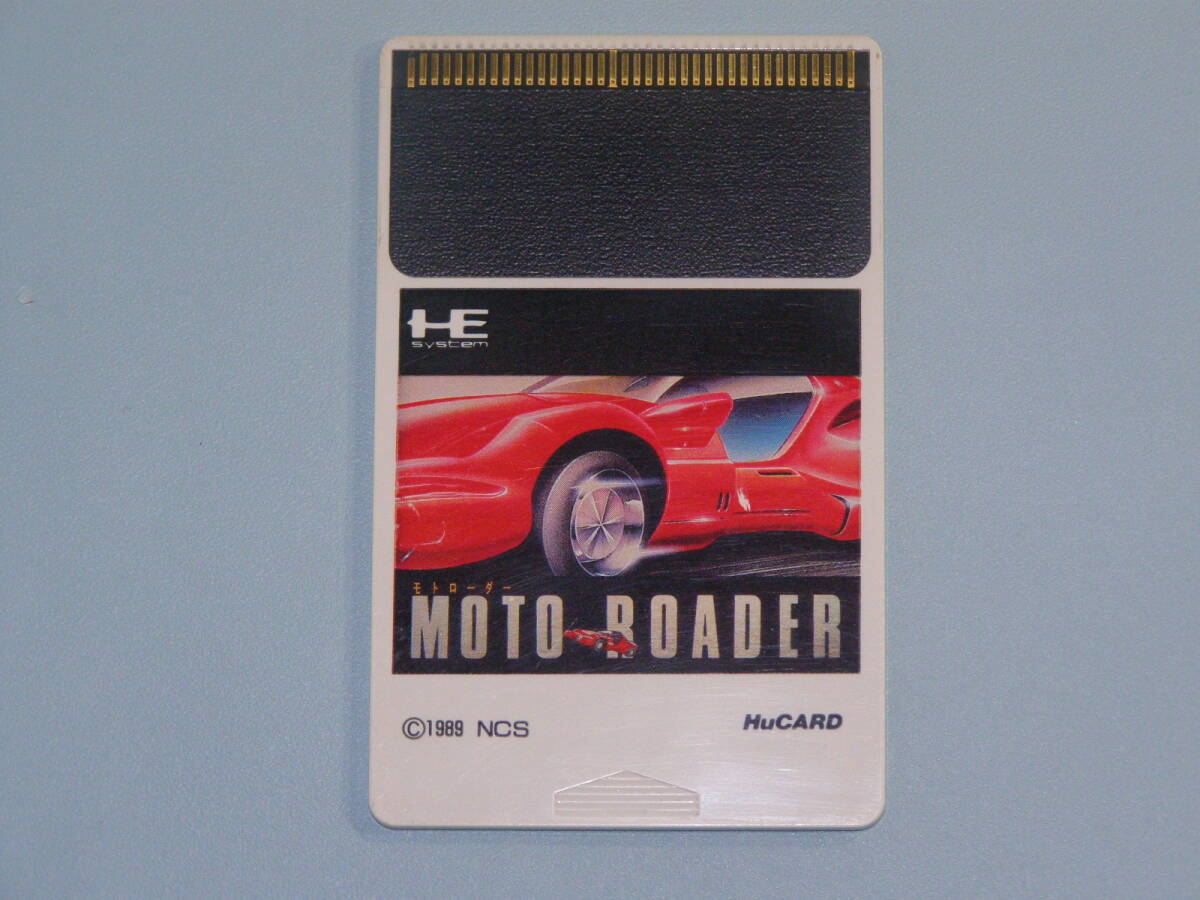 HE
system
モトローダー
MOTO ROADER
©1989 NCS
HuCARD